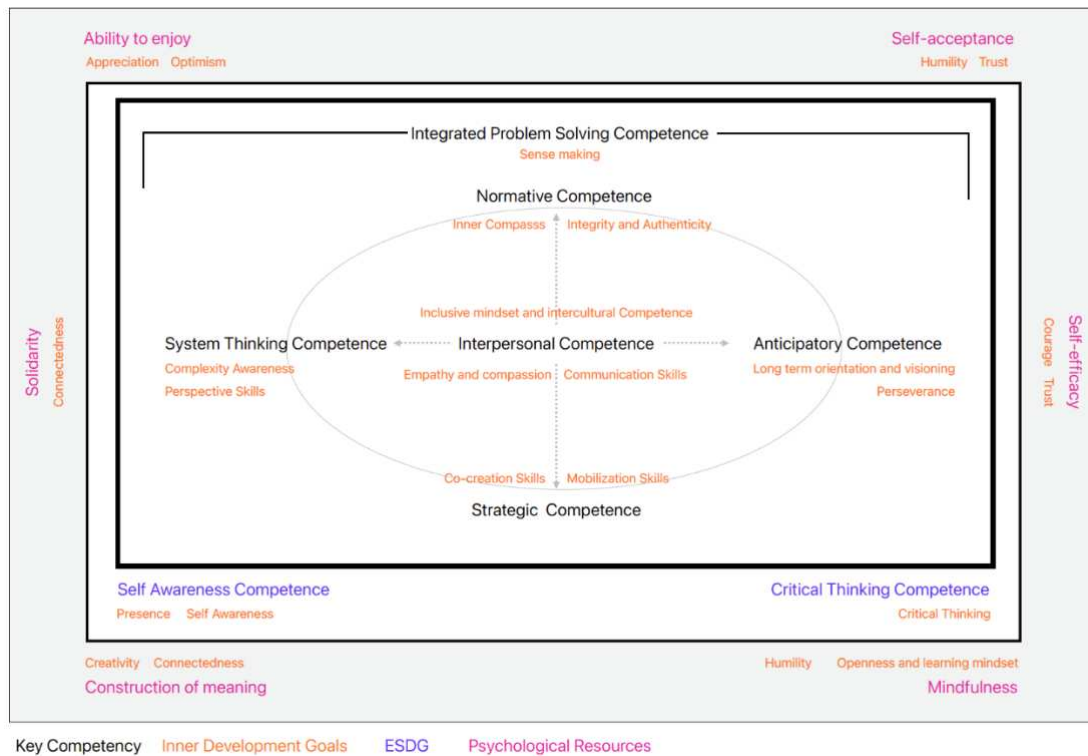 Ability to enjoy
Self-acceptance
Appreciation Optimism
Humility Trust
Integrated Problem Solving Competence
Sense making
Normative Competence
Inner Compasss
Integrity and Authenticity
Inclusive mindset and intercultural Competence
Solidarity
Connectedness
System Thinking Competence
Interpersonal Competence
Anticipatory Competence
Complexity Awareness
Perspective Skills
Empathy and compassion
Communication Skills
Long term orientation and visioning
Perseverance
Self-efficacy
Courage Trust
Co-creation Skills
Mobilization Skills
Strategic Competence
Self Awareness Competence
Critical Thinking Competence
Presence Self Awareness
Critical Thinking
Creativity Connectedness
Humility Openness and learning mindset
Construction of meaning
Mindfulness
Key Competency Inner Development Goals ESDG Psychological Resources